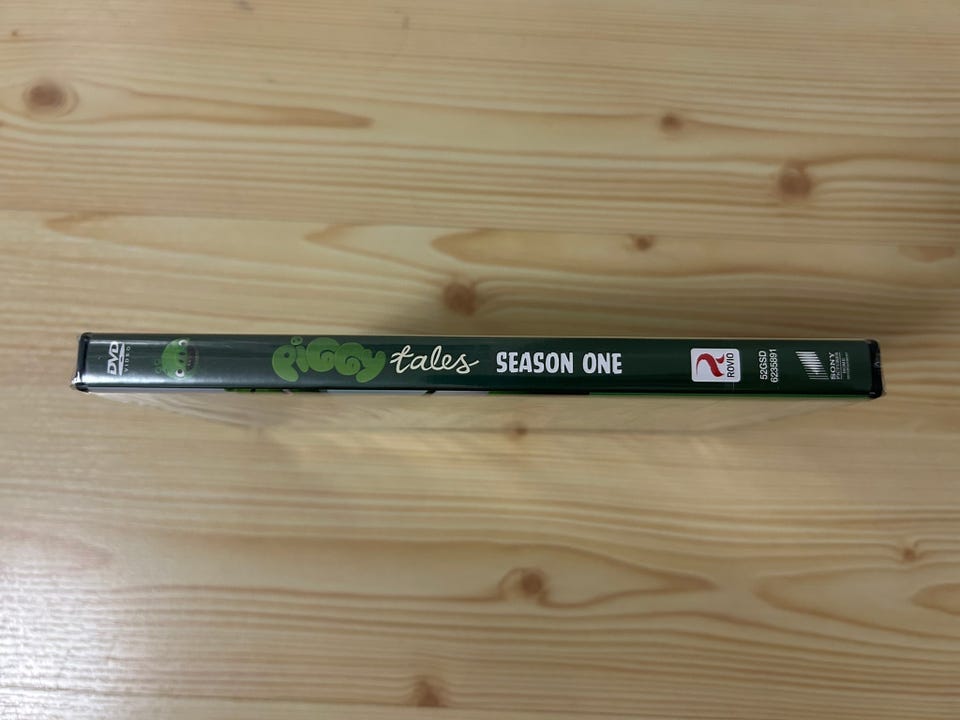 DVD
VIDEO
PiGGy tales SEASON ONE
ROVIO
52GSD
6235891
SONY